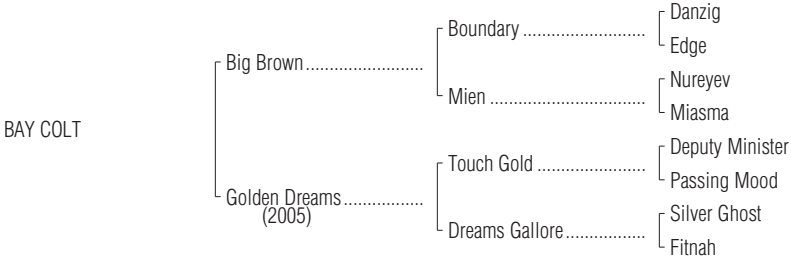 Danzig
Boundary ..........................
Edge
Big Brown.........................
Nureyev
Mien .................................
Miasma
BAY COLT
Deputy Minister
Touch Gold .......................
Passing Mood
Golden Dreams.................
(2005)
Silver Ghost
Dreams Gallore.................
Fitnah